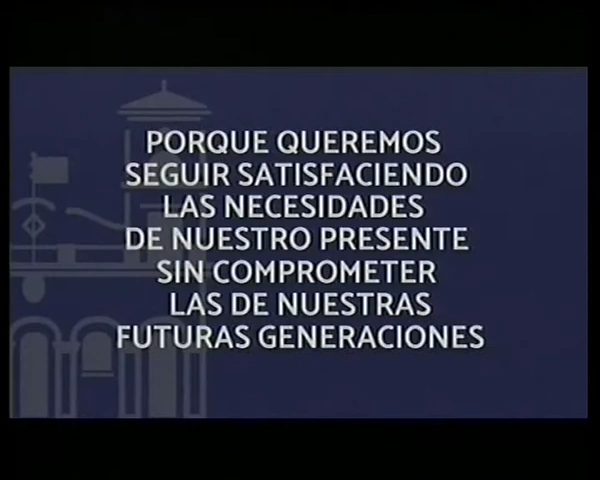 PORQUE QUEREMOS
SEGUIR SATISFACIENDO
LAS NECESIDADES
DE NUESTRO PRESENTE
SIN COMPROMETER
LAS DE NUESTRAS
FUTURAS GENERACIONES